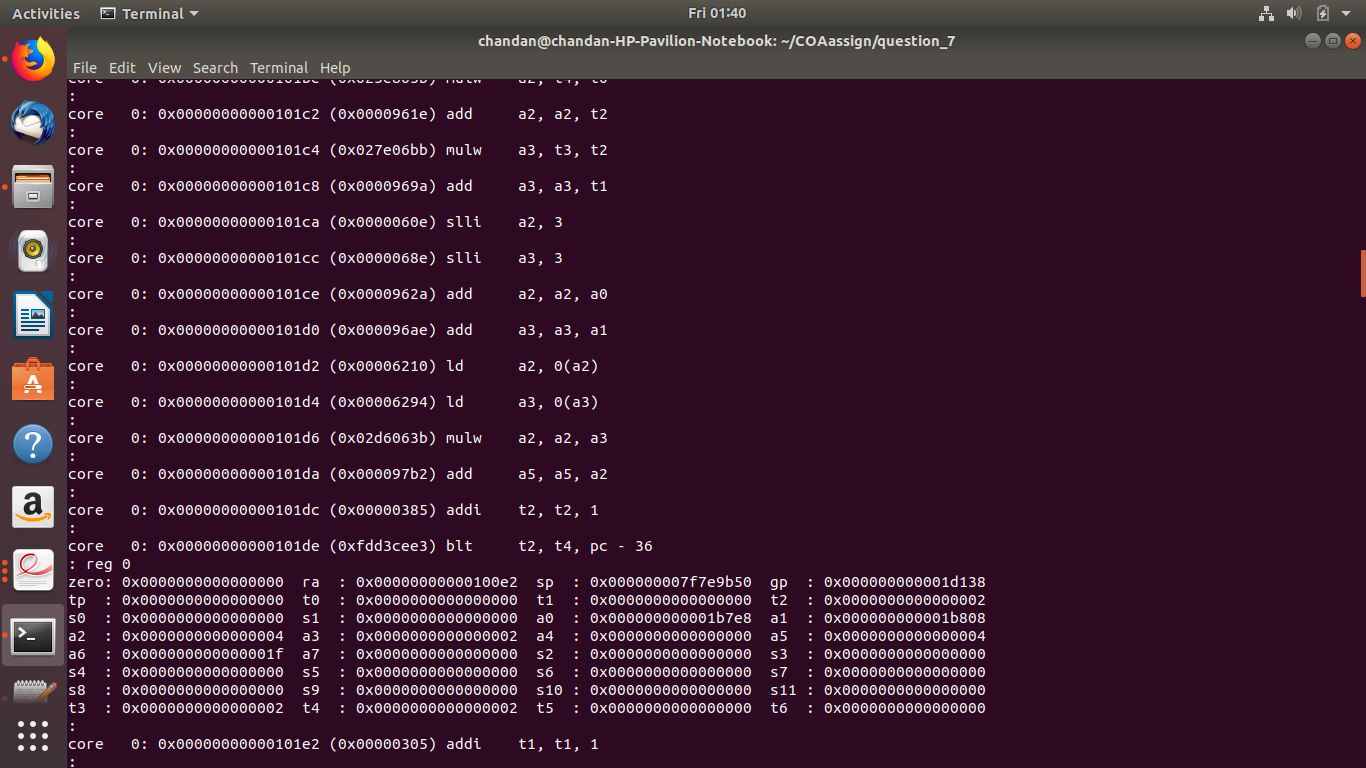 Activities Terminal Fri 01:40
chandan@chandan-HP-Pavilion-Notebook: ~/COAassign/question_7
File Edit View Search Terminal Help
:
core   0: 0x00000000000101c2 (0x0000961e) add     a2, a2, t2
:
core   0: 0x00000000000101c4 (0x027e06bb) mulw    a3, t3, t2
:
core   0: 0x00000000000101c8 (0x0000969a) add     a3, a3, t1
:
core   0: 0x00000000000101ca (0x0000060e) slli    a2, 3
:
core   0: 0x00000000000101cc (0x0000068e) slli    a3, 3
:
core   0: 0x00000000000101ce (0x0000962a) add     a2, a2, a0
:
core   0: 0x00000000000101d0 (0x000096ae) add     a3, a3, a1
:
core   0: 0x00000000000101d2 (0x00006210) ld      a2, 0(a2)
:
core   0: 0x00000000000101d4 (0x00006294) ld      a3, 0(a3)
:
core   0: 0x00000000000101d6 (0x02d6063b) mulw    a2, a2, a3
:
core   0: 0x00000000000101da (0x000097b2) add     a5, a5, a2
:
core   0: 0x00000000000101dc (0x00000385) addi    t2, t2, 1
:
core   0: 0x00000000000101de (0xfdd3cee3) blt     t2, t4, pc - 36
: reg 0
zero: 0x0000000000000000  ra  : 0x00000000000100e2  sp  : 0x000000007f7e9b50  gp  : 0x000000000001d138
tp  : 0x0000000000000000  t0  : 0x0000000000000000  t1  : 0x0000000000000000  t2  : 0x0000000000000002
s0  : 0x0000000000000000  s1  : 0x0000000000000000  a0  : 0x000000000001b7e8  a1  : 0x000000000001b808
a2  : 0x0000000000000004  a3  : 0x0000000000000002  a4  : 0x0000000000000000  a5  : 0x0000000000000004
a6  : 0x000000000000001f  a7  : 0x0000000000000000  s2  : 0x0000000000000000  s3  : 0x0000000000000000
s4  : 0x0000000000000000  s5  : 0x0000000000000000  s6  : 0x0000000000000000  s7  : 0x0000000000000000
s8  : 0x0000000000000000  s9  : 0x0000000000000000  s10 : 0x0000000000000000  s11 : 0x0000000000000000
t3  : 0x0000000000000002  t4  : 0x0000000000000002  t5  : 0x0000000000000000  t6  : 0x0000000000000000
:
core   0: 0x00000000000101e2 (0x00000305) addi    t1, t1, 1
: